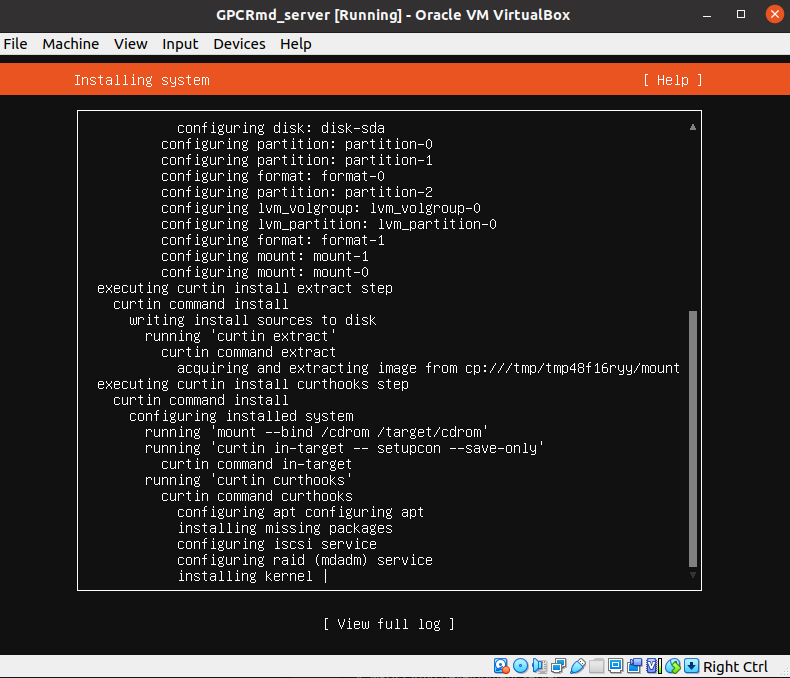 GPCRmd_server [Running] - Oracle VM VirtualBox
File Machine View Input Devices Help
Installing system [ Help ]
configuring disk: disk-sda
configuring partition: partition-0
configuring partition: partition-1
configuring format: format-0
configuring partition: partition-2
configuring lvm_volgroup: lvm_volgroup-0
configuring lvm_partition: lvm_partition-0
configuring format: format-1
configuring mount: mount-1
configuring mount: mount-0
executing curtin install extract step
curtin command install
writing install sources to disk
running 'curtin extract'
curtin command extract
acquiring and extracting image from cp:///tmp/tmp48f16ryy/mount
executing curtin install curthooks step
curtin command install
configuring installed system
running 'mount --bind /cdrom /target/cdrom'
running 'curtin in-target -- setupcon --save-only'
curtin command in-target
running 'curtin curthooks'
curtin command curthooks
configuring apt configuring apt
installing missing packages
configuring iscsi service
configuring raid (mdadm) service
installing kernel |
[ View full log ]
Right Ctrl